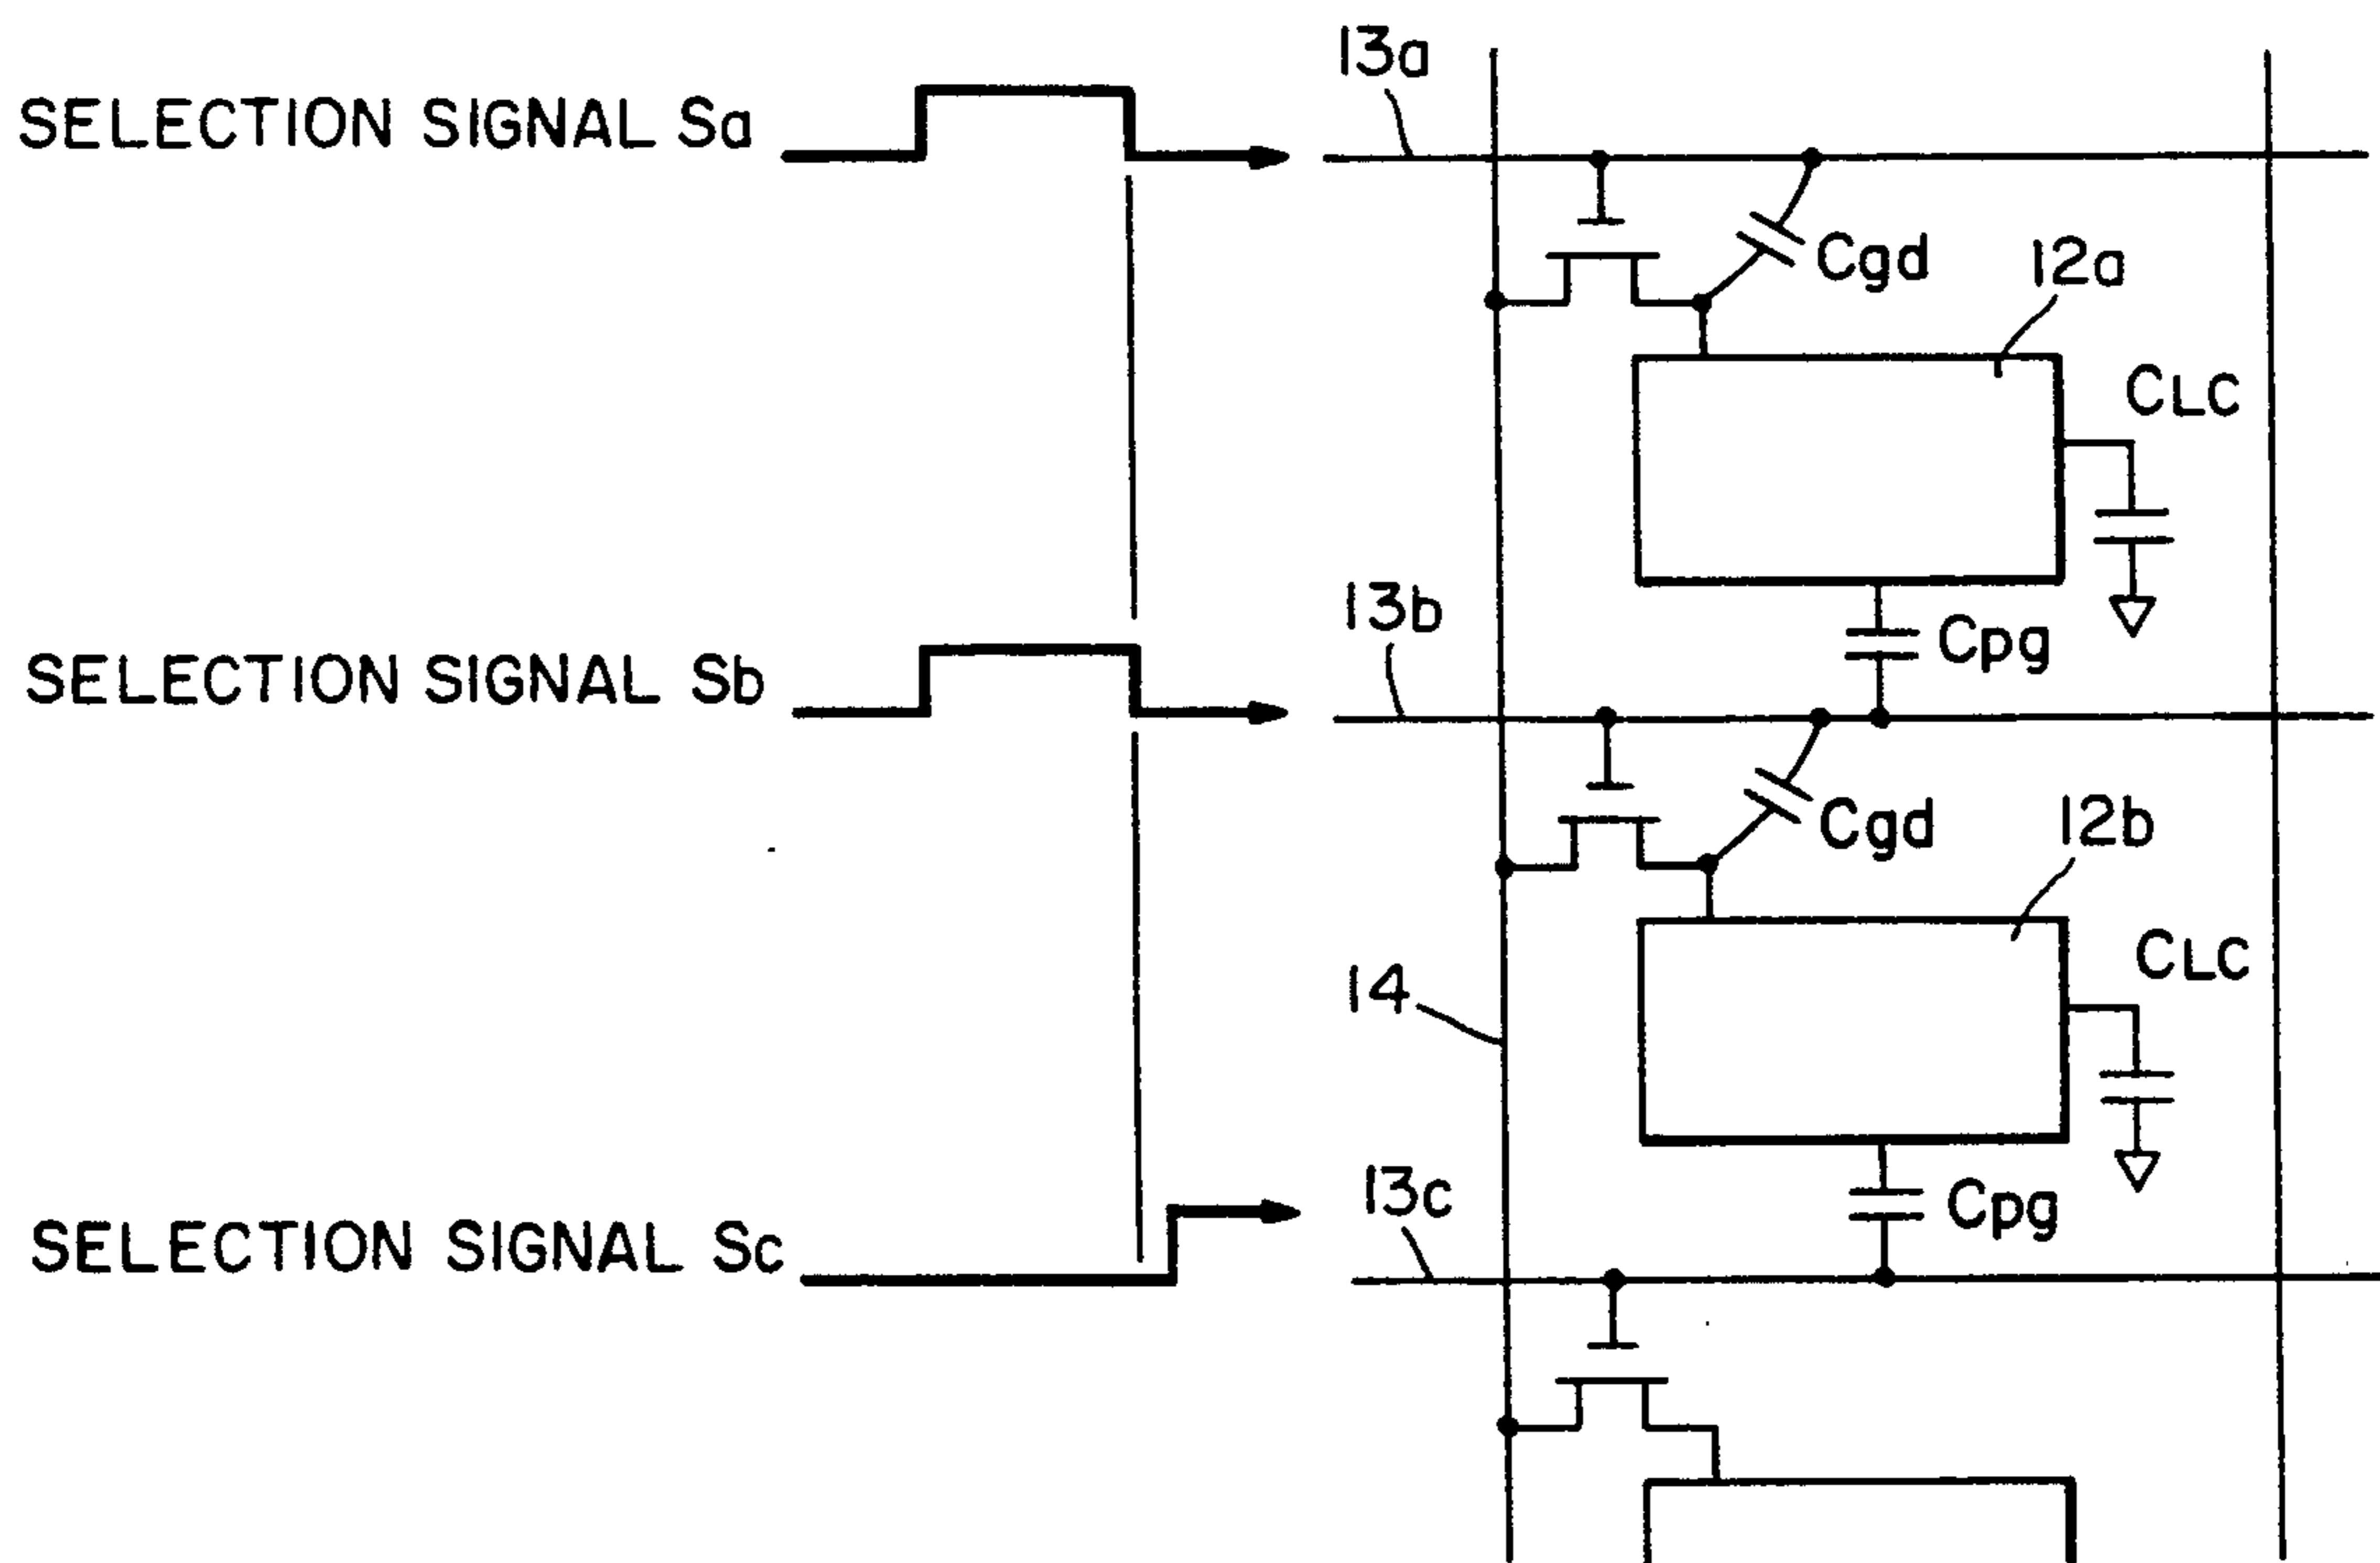 13a
SELECTION SIGNAL Sa
Cgd
12a
CLC
13b
Cpg
SELECTION SIGNAL Sb
Cgd
12b
CLC
14
13c
Cpg
SELECTION SIGNAL Sc